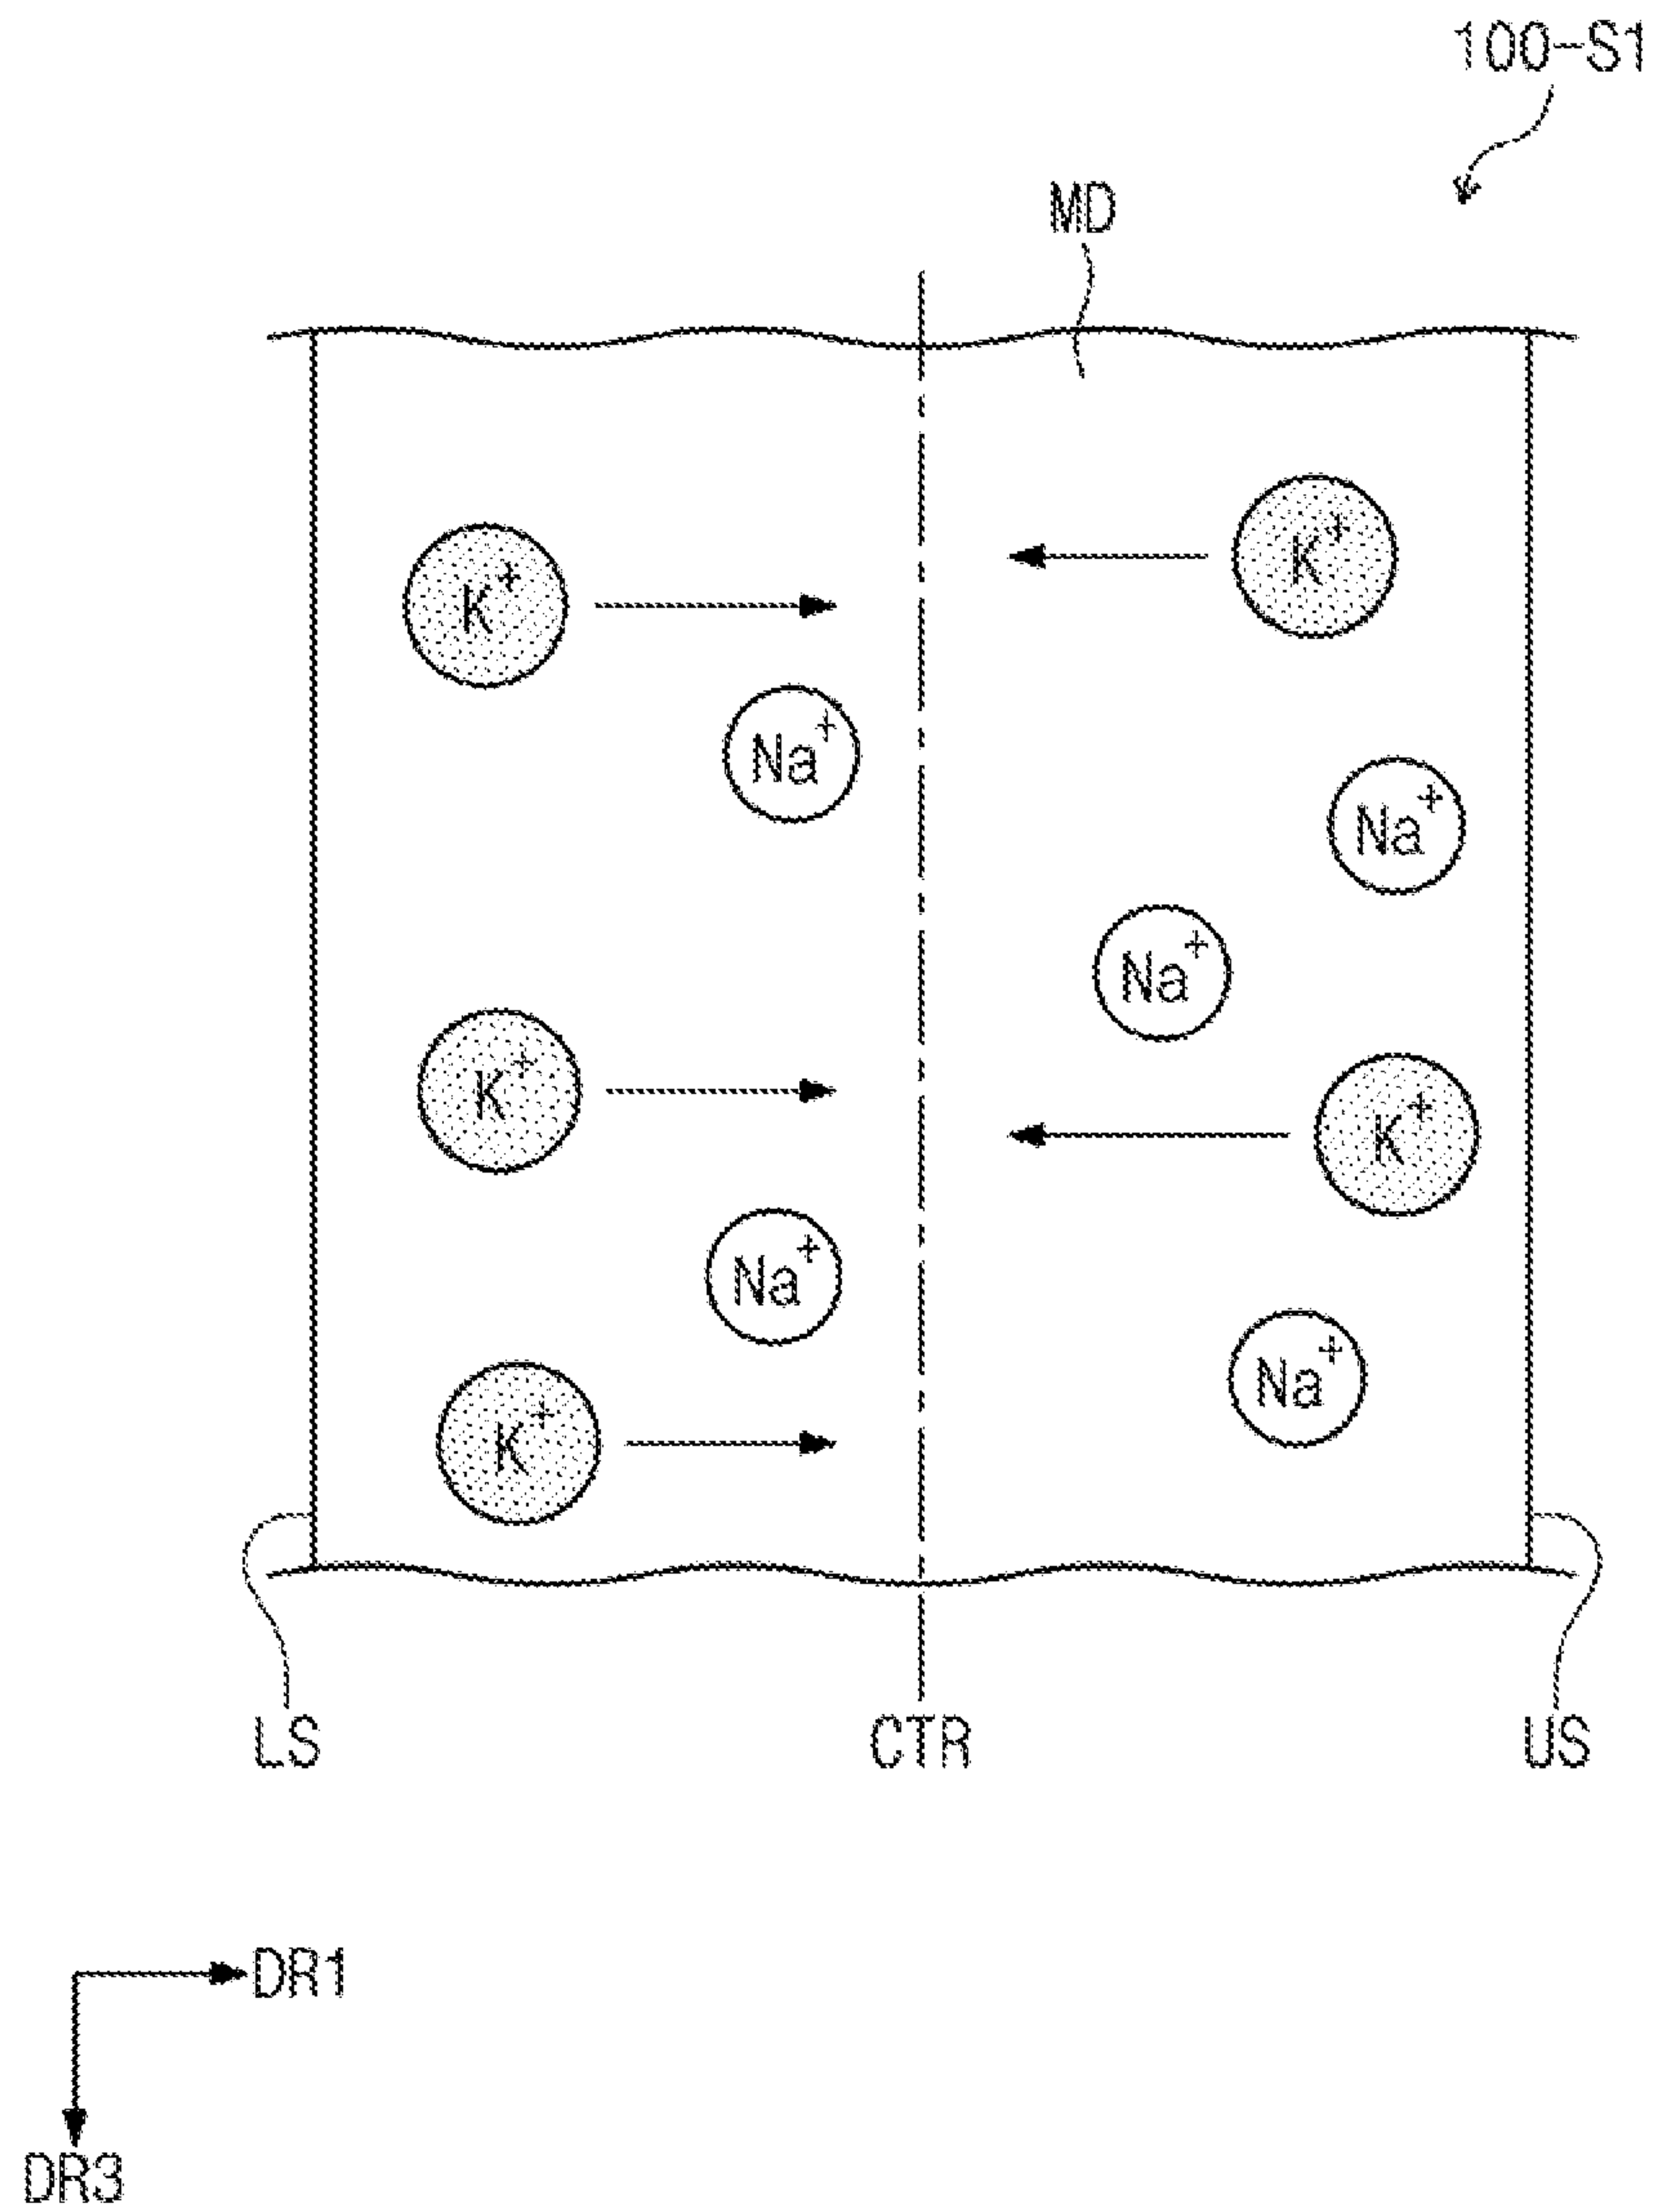 100-S1
MD
K+
K+
Na+
Na+
Na+
K+
K+
Na+
Na+
K+
LS
CTR
US
DR1
DR3